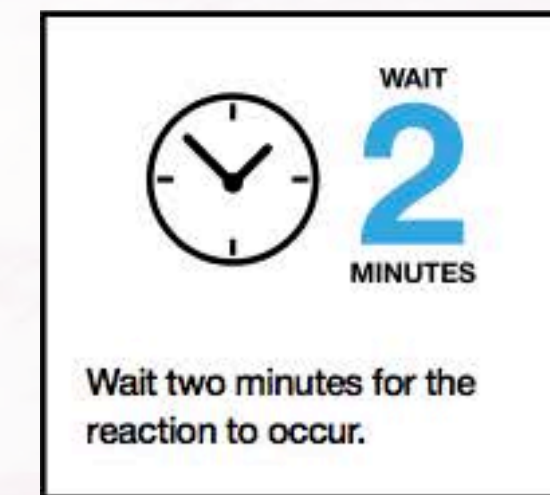 WAIT
2
MINUTES
Wait two minutes for the
reaction to occur.